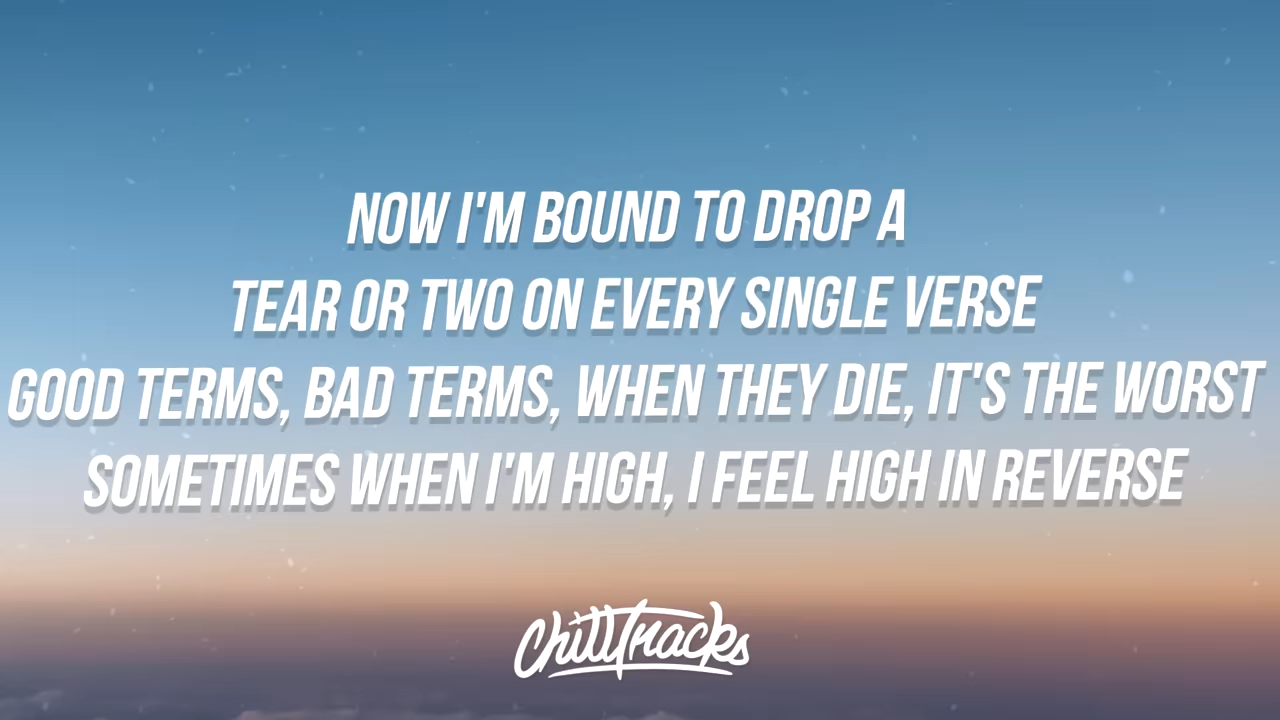 NOW I'M BOUND TO DROP A
TEAR OR TWO ON EVERY SINGLE VERSE
GOOD TERMS, BAD TERMS, WHEN THEY DIE, IT'S THE WORST
SOMETIMES WHEN I'M HIGH, I FEEL HIGH IN REVERSE
ChillTracks